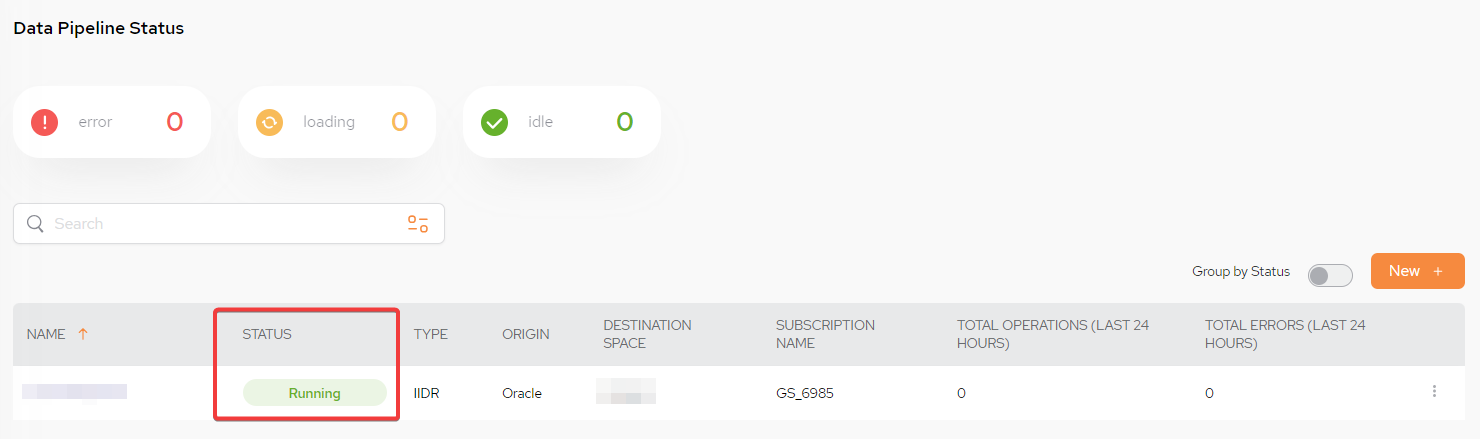 Data Pipeline Status
error 0 loading 0 idle 0
Search
Group by Status New +
NAME STATUS TYPE ORIGIN DESTINATION SPACE SUBSCRIPTION NAME TOTAL OPERATIONS (LAST 24 HOURS) TOTAL ERRORS (LAST 24 HOURS)
Running IIDR Oracle GS_6985 0 0